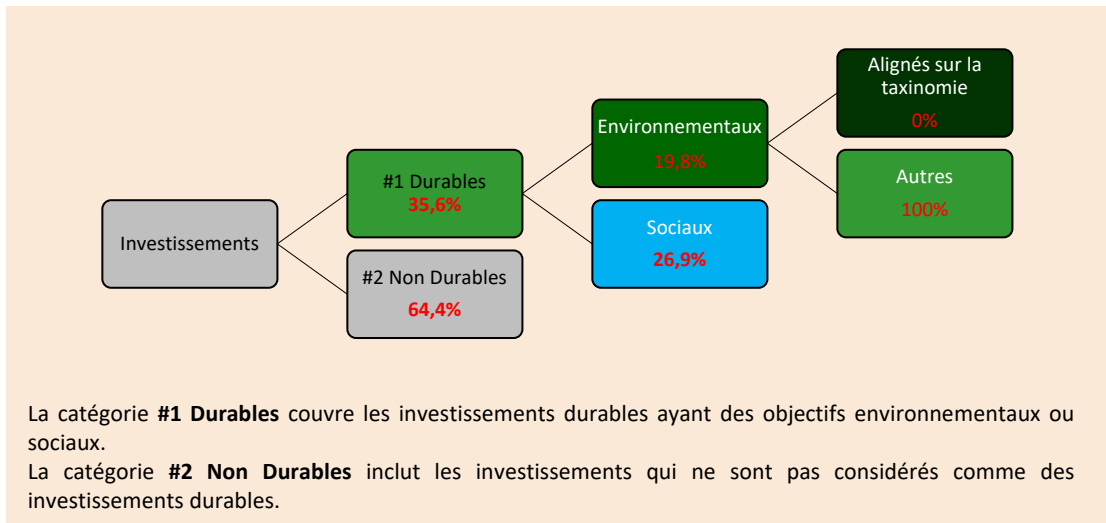 Alignés sur la
taxinomie
0%
Environnementaux
19,8%
#1 Durables
35,6%
Autres
100%
Investissements
Sociaux
26,9%
#2 Non Durables
64,4%
La catégorie #1 Durables couvre les investissements durables ayant des objectifs environnementaux ou
sociaux.
La catégorie #2 Non Durables inclut les investissements qui ne sont pas considérés comme des
investissements durables.